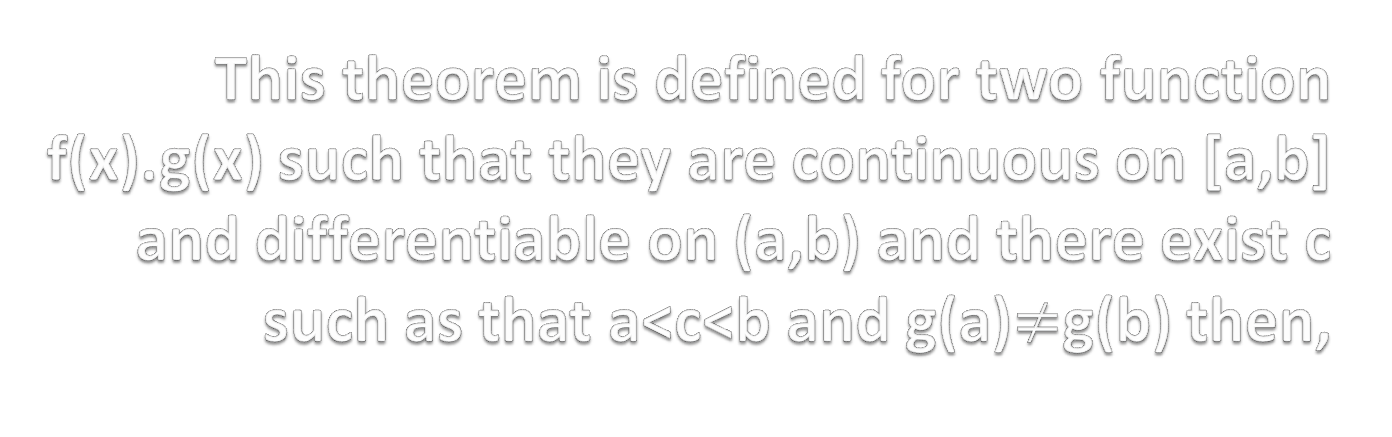 This theorem is defined for two function
f(x).g(x) such that they are continuous on [a,b]
and differentiable on (a,b) and there exist c
such as that a<c<b and g(a)≠g(b) then,